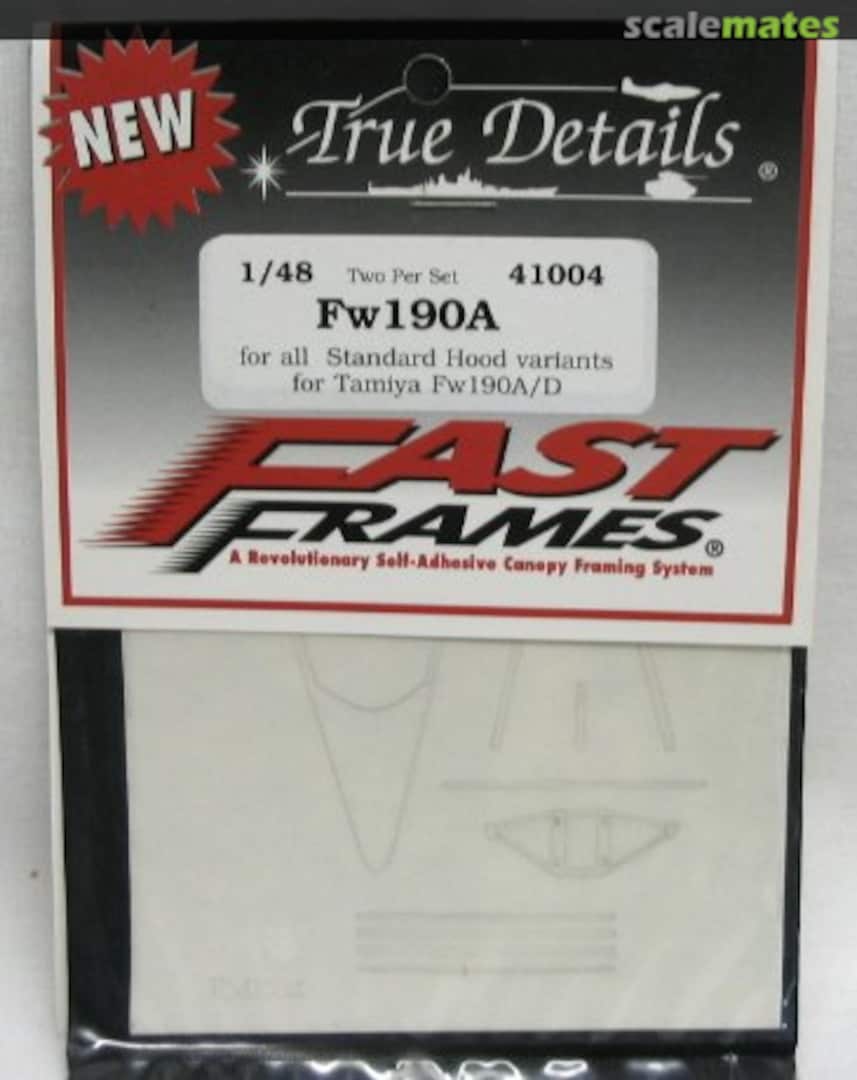 scalemates
NEW
True Details ®
1/48 Two Per Set 41004
Fw190A
for all Standard Hood variants
for Tamiya Fw190A/D
FAST
FRAMES®
A Revolutionary Self-Adhesive Canopy Framing System